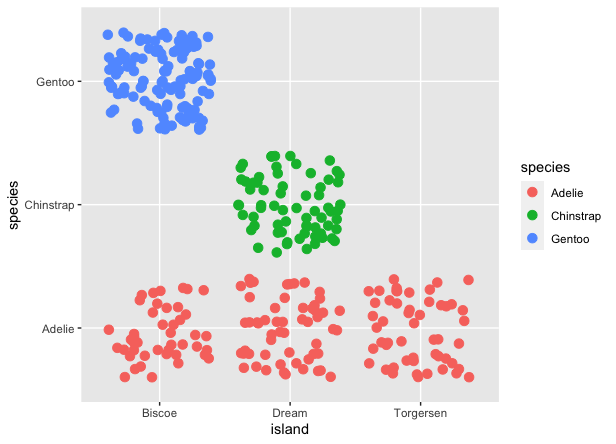 Gentoo
Chinstrap
Adelie
species
Biscoe
Dream
Torgersen
island
species
Adelie
Chinstrap
Gentoo